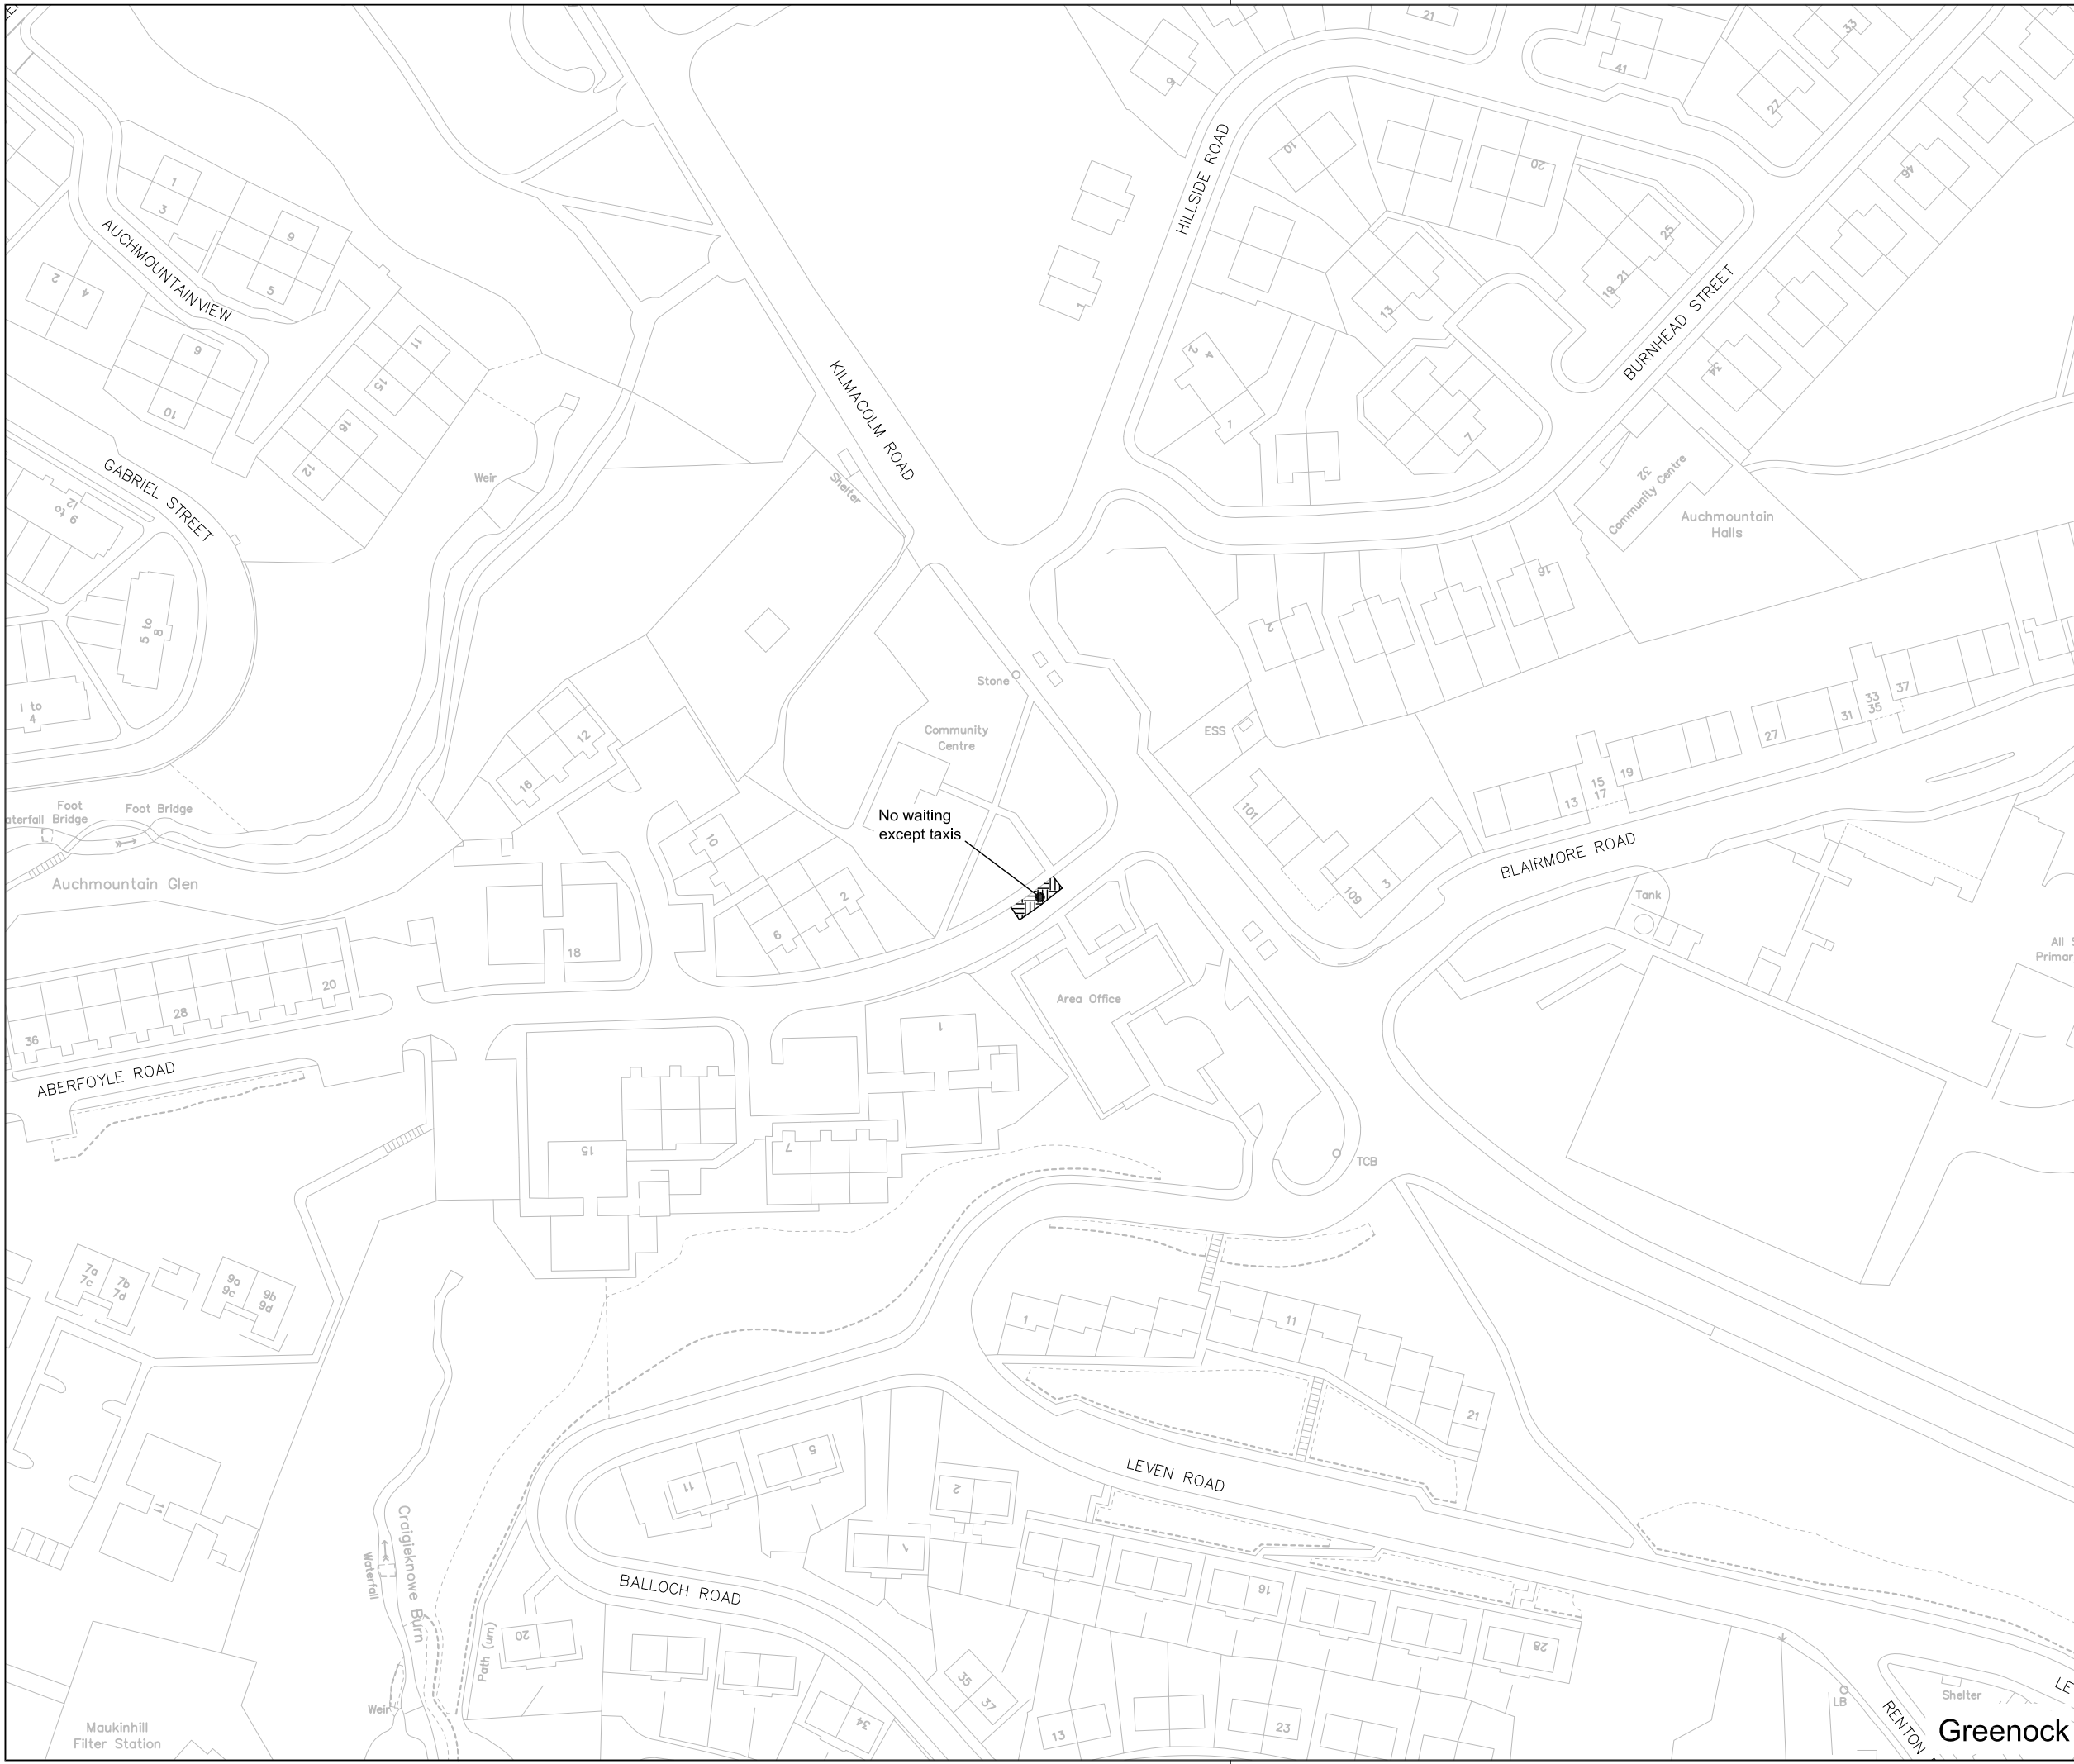 21
41
33
27
6
HILLSIDE ROAD
10
20
46
1
3
9
5
AUCHMOUNTAINVIEW
2
4
1
25
19
21
13
BURNHEAD STREET
6
10
11
15
16
12
KILMACOLM ROAD
2
4
1
7
34
GABRIEL STREET
9 to
12
Weir
Shelter
32
Community Centre
Auchmountain
Halls
5 to
8
2
16
1 to
4
Stone
ESS
Community
Centre
12
16
33
35
37
31
27
19
15
17
13
101
109
3
BLAIRMORE ROAD
Foot
Bridge
Foot Bridge
No waiting
except taxis
10
2
6
Auchmountain Glen
18
Tank
Area Office
36
28
20
ABERFOYLE ROAD
1
15
7
TCB
7a
7c
7b
7d
9a
9c
9b
9d
1
11
21
11
5
LEVEN ROAD
2
1
11
Craigieknowe Burn
Waterfall
BALLOCH ROAD
16
28
20
Path (um)
35
37
34
13
23
Weir
Maukinhill
Filter Station
LB
Shelter
RENTON
Greenock